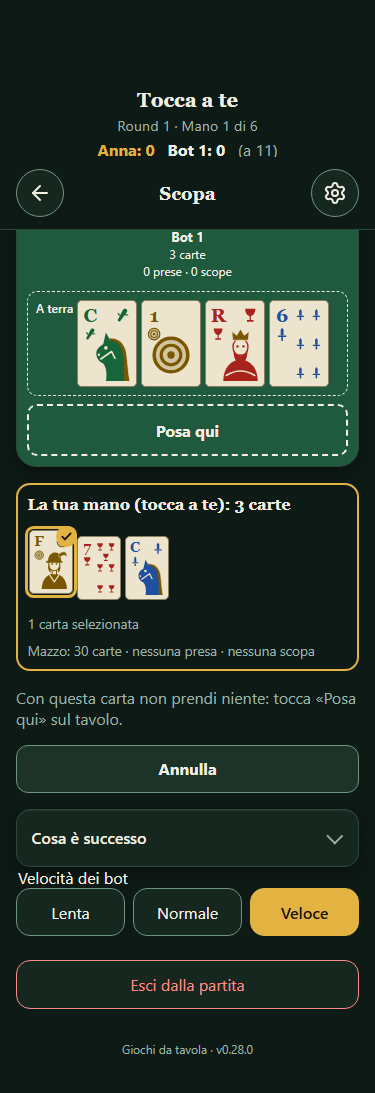 Tocca a te
Round 1 · Mano 1 di 6
Anna: 0 Bot 1: 0 (a 11)
Scopa
Bot 1
3 carte
0 prese · 0 scope
A terra
C 1 R 6
Posa qui
La tua mano (tocca a te): 3 carte
F 7 C
1 carta selezionata
Mazzo: 30 carte · nessuna presa · nessuna scopa
Con questa carta non prendi niente: tocca «Posa
qui» sul tavolo.
Annulla
Cosa è successo
Velocità dei bot
Lenta Normale Veloce
Esci dalla partita
Giochi da tavola · v0.28.0